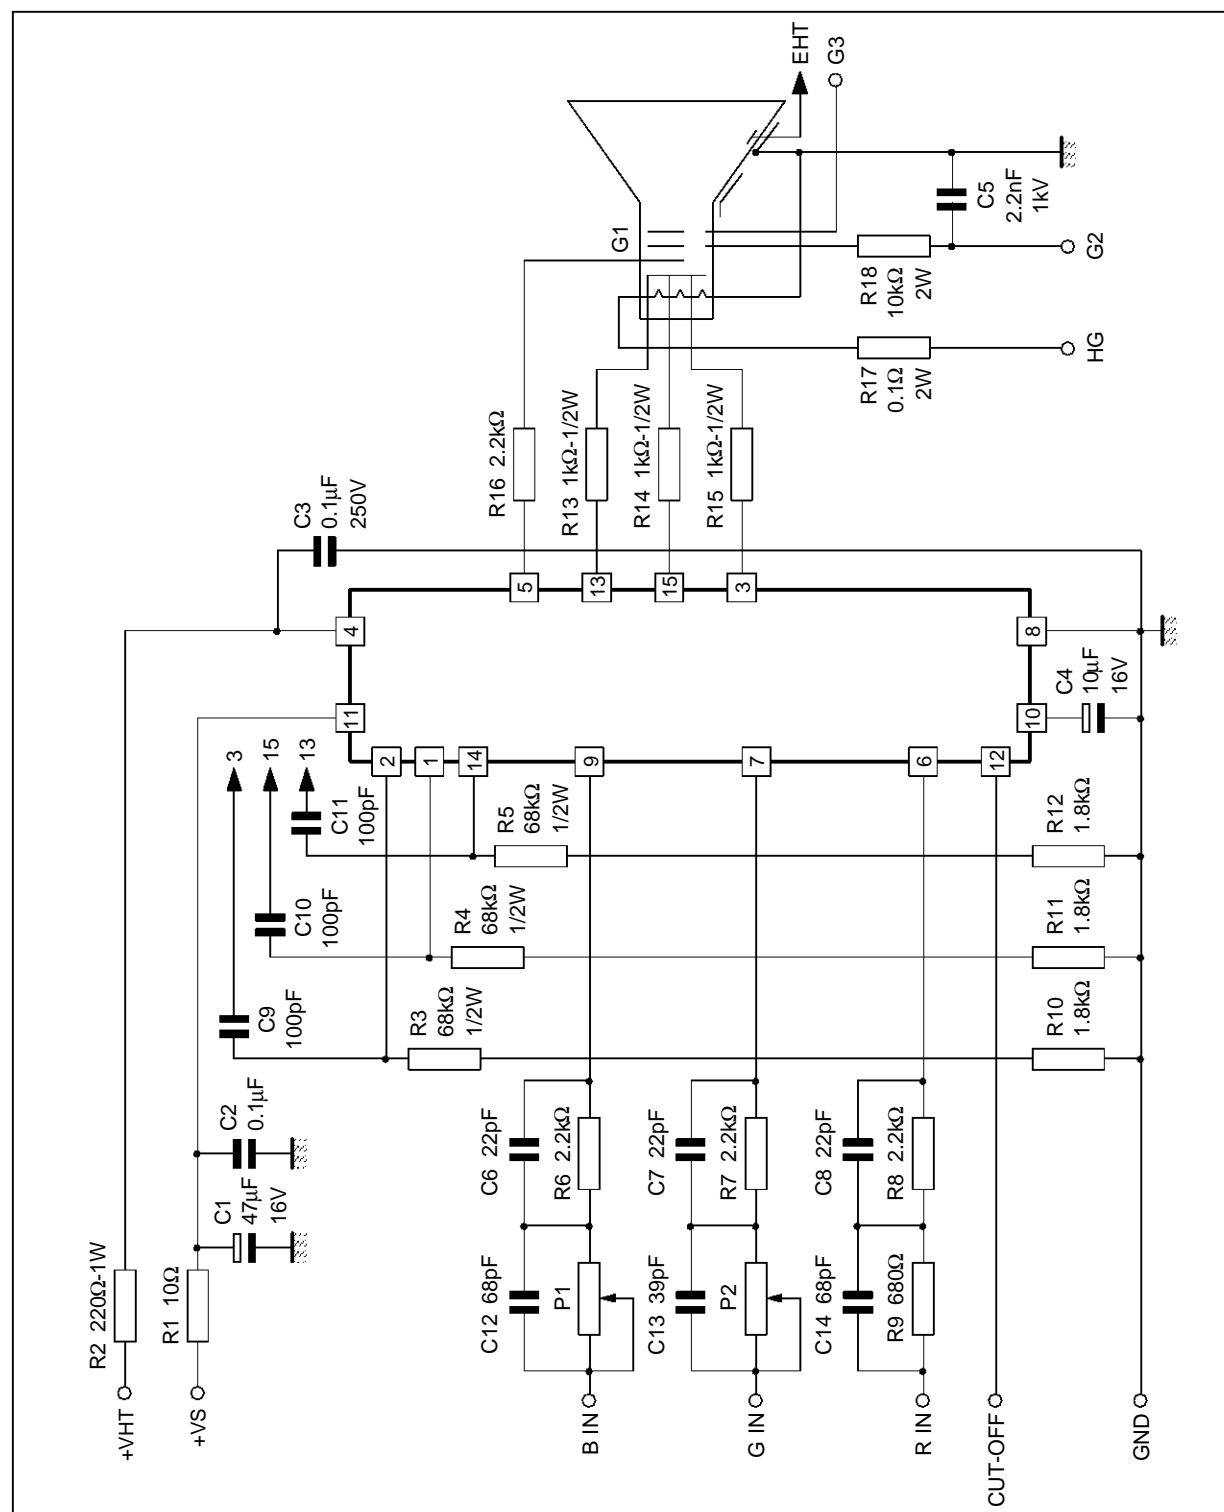 +VHT
R2 220Ω-1W
+VS
R1 10Ω
C1
47µF
16V
C2
0.1µF
C9
100pF
C10
100pF
C11
100pF
3
15
13
C3
0.1µF
250V
11
4
2
1
14
9
7
6
12
10
8
5
13
15
3
R3
68kΩ
1/2W
R4
68kΩ
1/2W
R5
68kΩ
1/2W
R16 2.2kΩ
R13 1kΩ-1/2W
R14 1kΩ-1/2W
R15 1kΩ-1/2W
G1
EHT
G3
B IN
C12 68pF
P1
C6 22pF
R6 2.2kΩ
G IN
C13 39pF
P2
C7 22pF
R7 2.2kΩ
R IN
C14 68pF
R9 680Ω
C8 22pF
R8 2.2kΩ
R17
0.1Ω
2W
R18
10kΩ
2W
C5
2.2nF
1kV
HG
G2
CUT-OFF
R10
1.8kΩ
R11
1.8kΩ
R12
1.8kΩ
C4
10µF
16V
GND